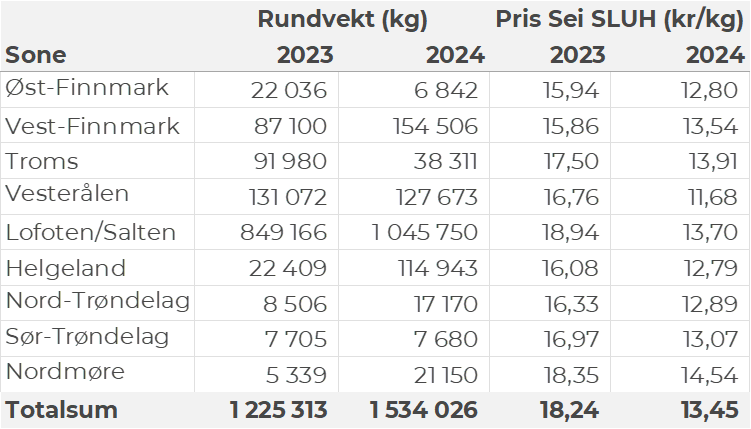 Rundvekt (kg) Pris Sei SLUH (kr/kg)
Sone 2023 2024 2023 2024
Øst-Finnmark 22 036 6 842 15,94 12,80
Vest-Finnmark 87 100 154 506 15,86 13,54
Troms 91 980 38 311 17,50 13,91
Vesterålen 131 072 127 673 16,76 11,68
Lofoten/Salten 849 166 1 045 750 18,94 13,70
Helgeland 22 409 114 943 16,08 12,79
Nord-Trøndelag 8 506 17 170 16,33 12,89
Sør-Trøndelag 7 705 7 680 16,97 13,07
Nordmøre 5 339 21 150 18,35 14,54
Totalsum 1 225 313 1 534 026 18,24 13,45